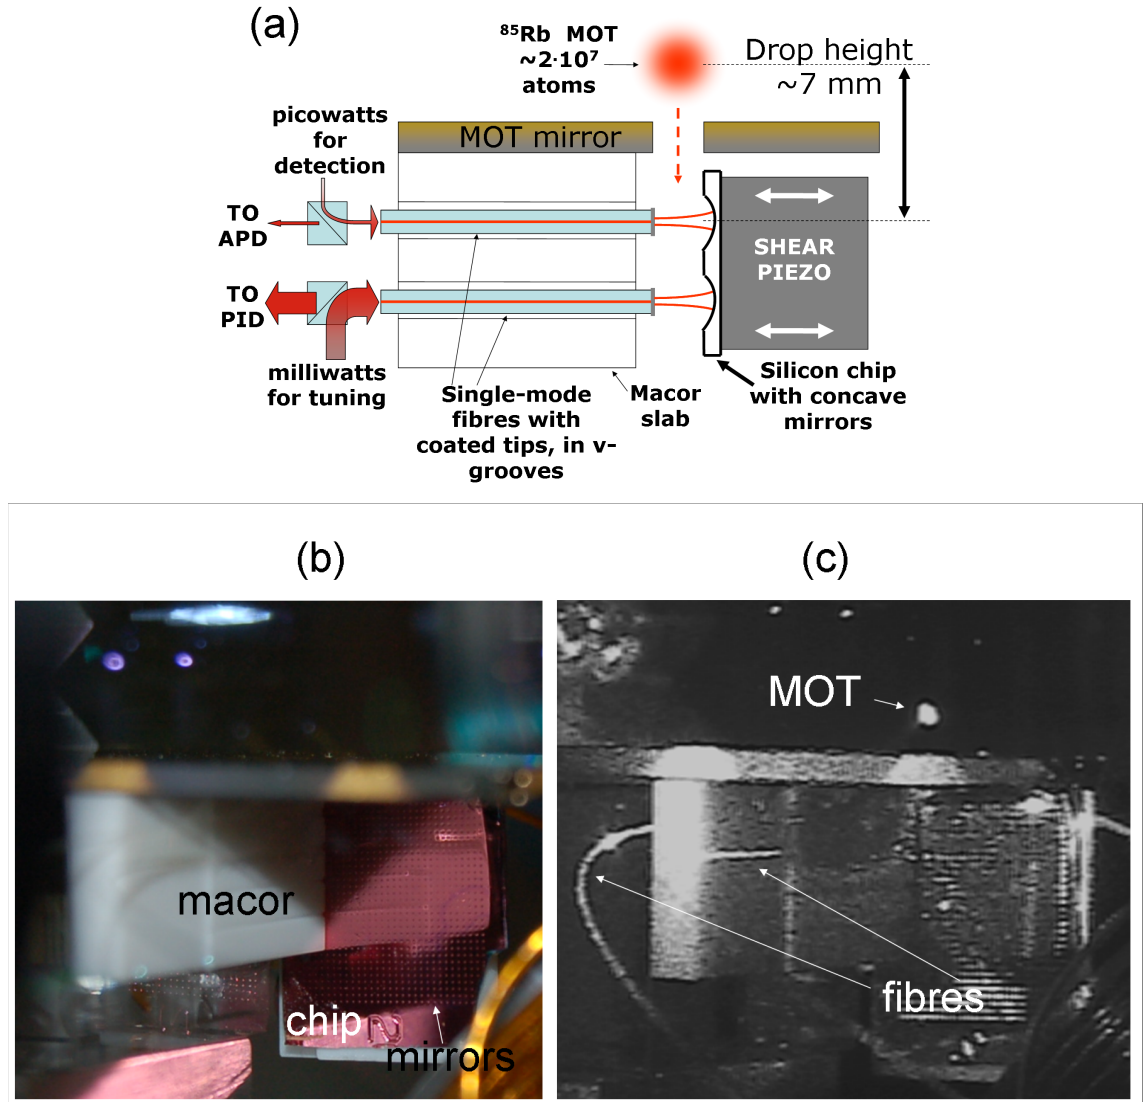 (a)
⁸⁵Rb MOT
~2·10⁷
atoms
Drop height
~7 mm
picowatts
for
detection
MOT mirror
TO
APD
SHEAR
PIEZO
TO
PID
milliwatts
for tuning
Single-mode
fibres with
coated tips, in v-
grooves
Macor
slab
Silicon chip
with concave
mirrors
(b)
(c)
macor
chip
2
mirrors
MOT
fibres